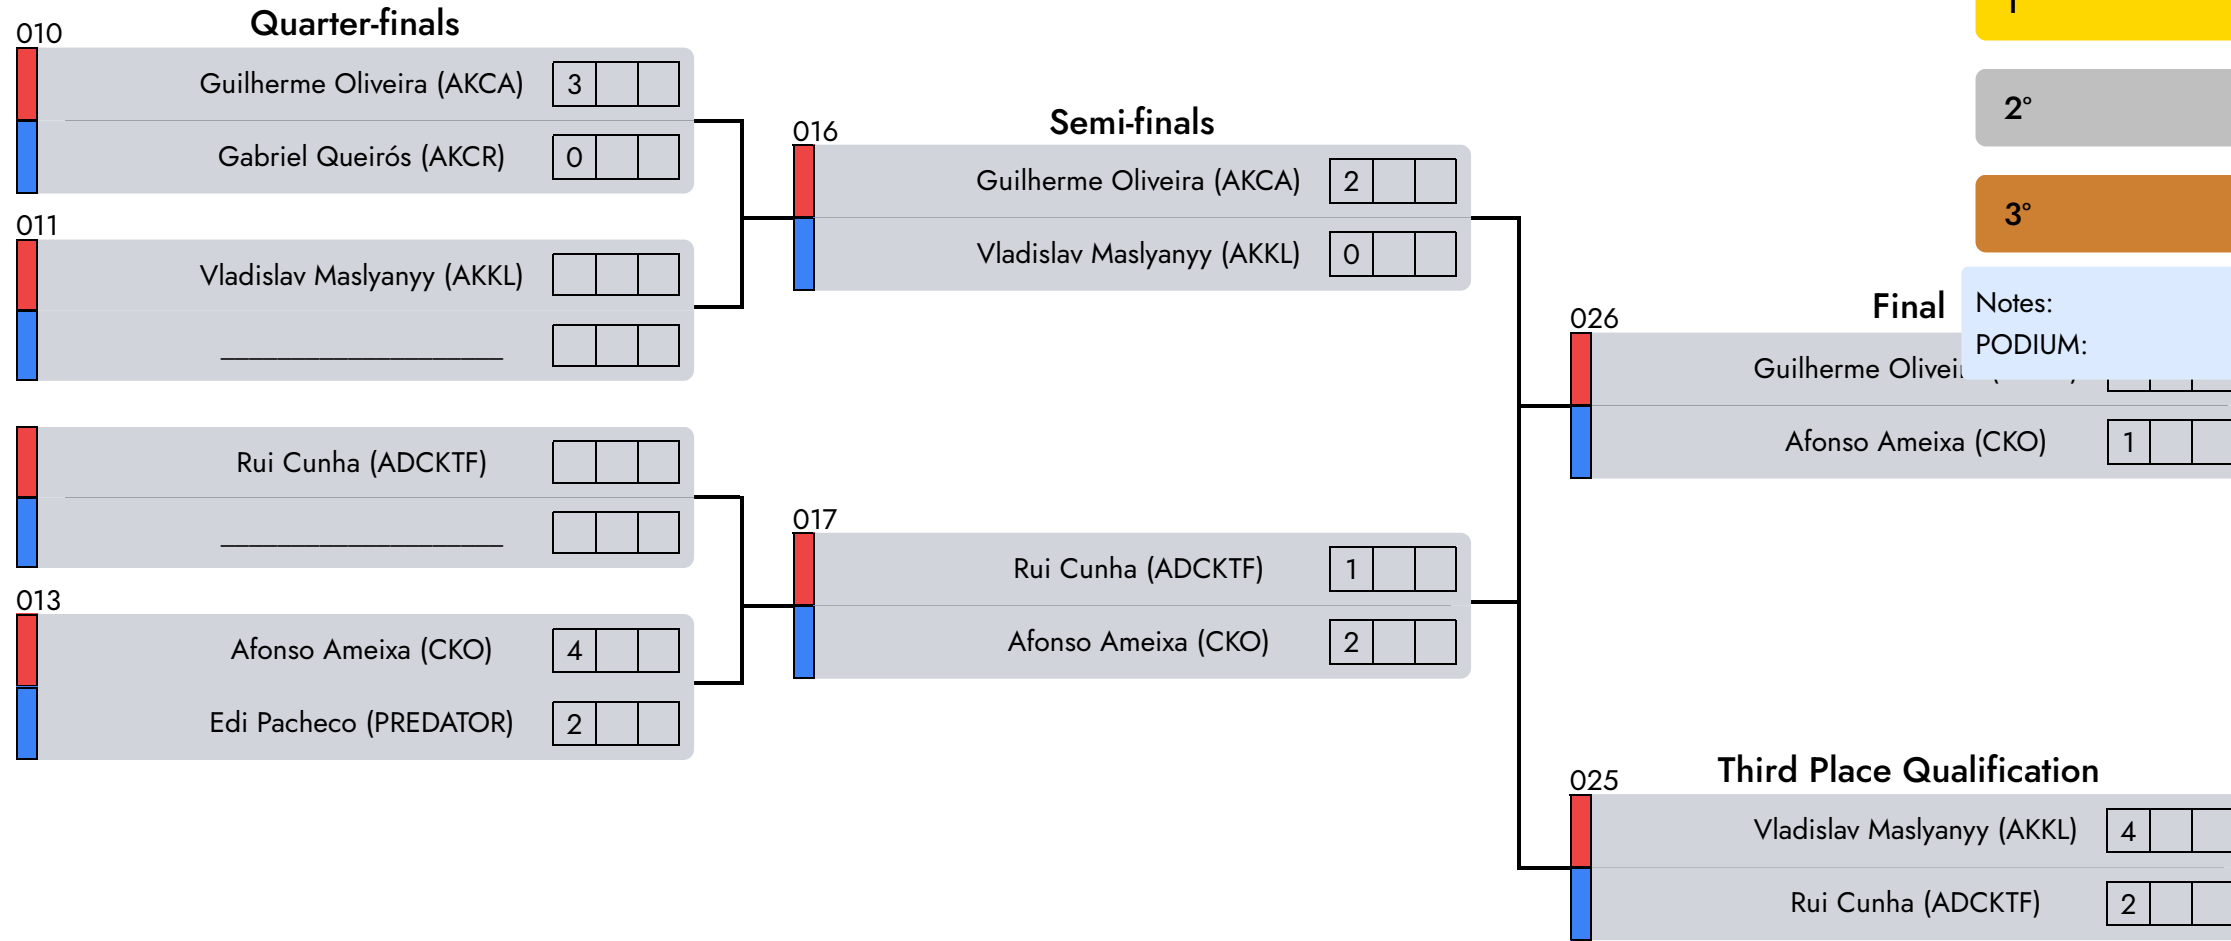 Quarter-finals
010
Guilherme Oliveira (AKCA) 3
Gabriel Queirós (AKCR) 0
011
Vladislav Maslyanyy (AKKL)
____________________
Rui Cunha (ADCKTF)
____________________
013
Afonso Ameixa (CKO) 4
Edi Pacheco (PREDATOR) 2
Semi-finals
016
Guilherme Oliveira (AKCA) 2
Vladislav Maslyanyy (AKKL) 0
017
Rui Cunha (ADCKTF) 1
Afonso Ameixa (CKO) 2
2°
3°
Notes:
PODIUM:
Final
026
Guilherme
Afonso Ameixa (CKO) 1
Third Place Qualification
025
Vladislav Maslyanyy (AKKL) 4
Rui Cunha (ADCKTF) 2